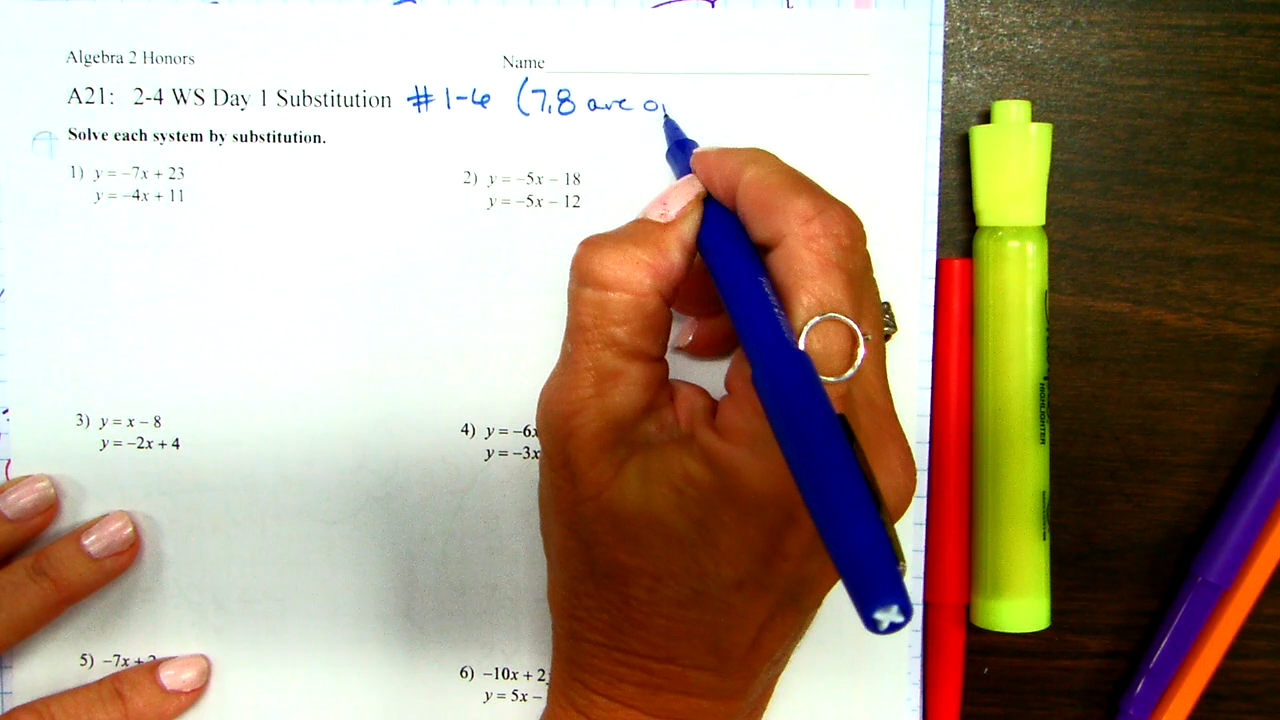 Algebra 2 Honors
Name
A21: 2-4 WS Day 1 Substitution #1-6 (7,8 are
Solve each system by substitution.
1) y = −7x + 23
y = −4x + 11
2) y = −5x − 18
y = −5x − 12
3) y = x − 8
y = −2x + 4
4) y = −6x
y = −3x
5) −7x +
6) −10x + 2
y = 5x −
HIGHLIGHTER